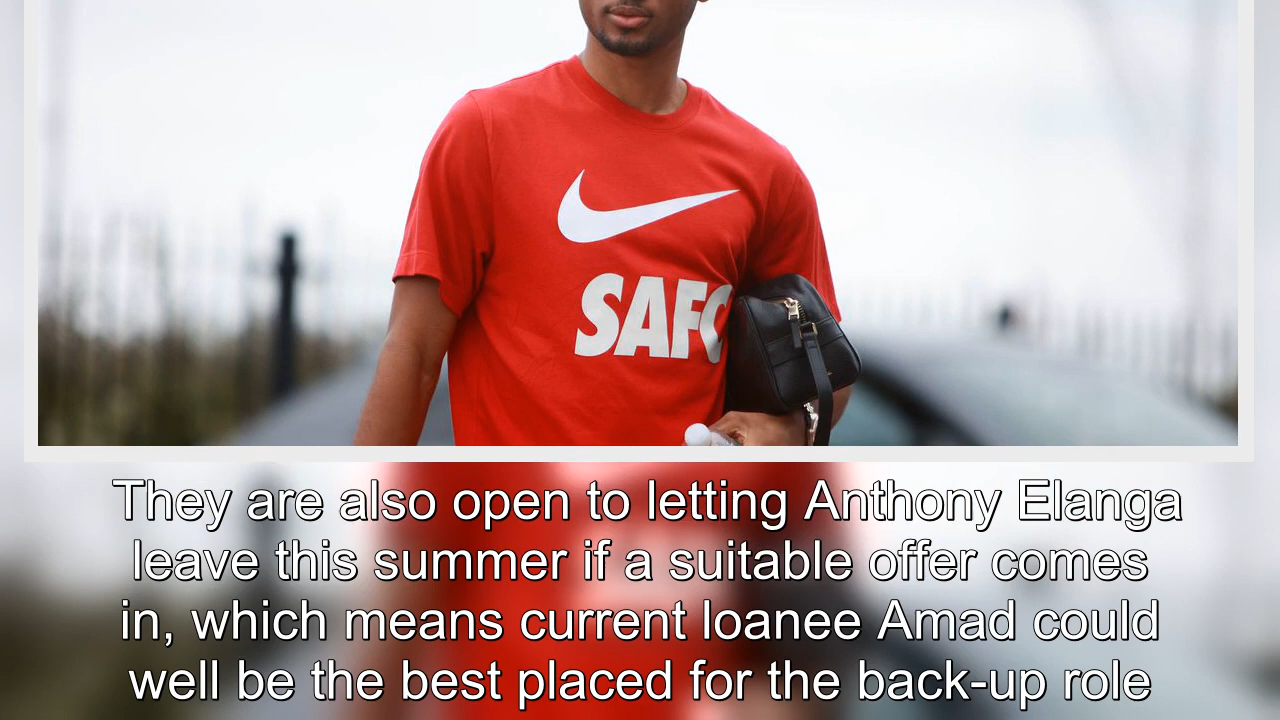 SAFC
They are also open to letting Anthony Elanga
leave this summer if a suitable offer comes
in, which means current loanee Amad could
well be the best placed for the back-up role